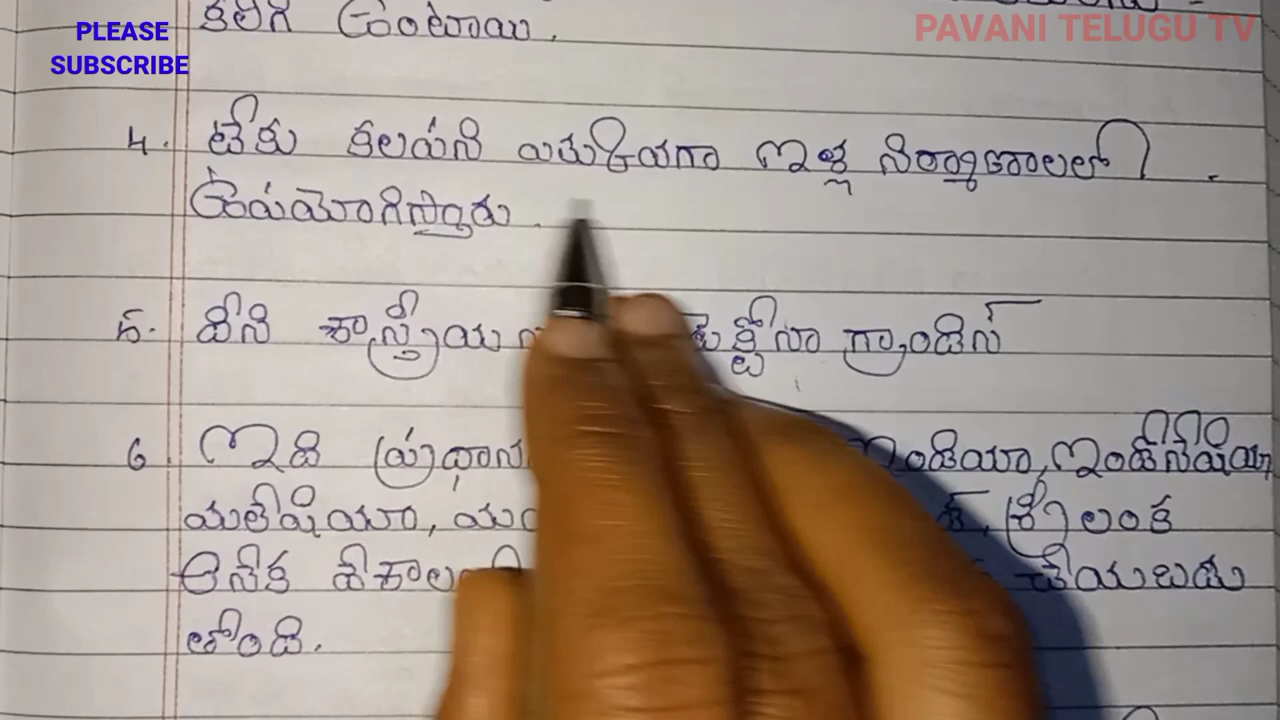 PLEASE
SUBSCRIBE
PAVANI TELUGU TV
కలిగి ఉంటాయి.
4. టేకు కలపని ఎక్కువగా ఇళ్ల నిర్మాణాలలో
ఉపయోగిస్తారు.
5. దీని శాస్త్రీయ గ్రాండిస్
6. ఇది ప్రధాన ఇండియా, ఇండోనేషియా
మలేషియా, శ్రీలంక
అనేక దేశాలలో చేయబడు
తోంది.